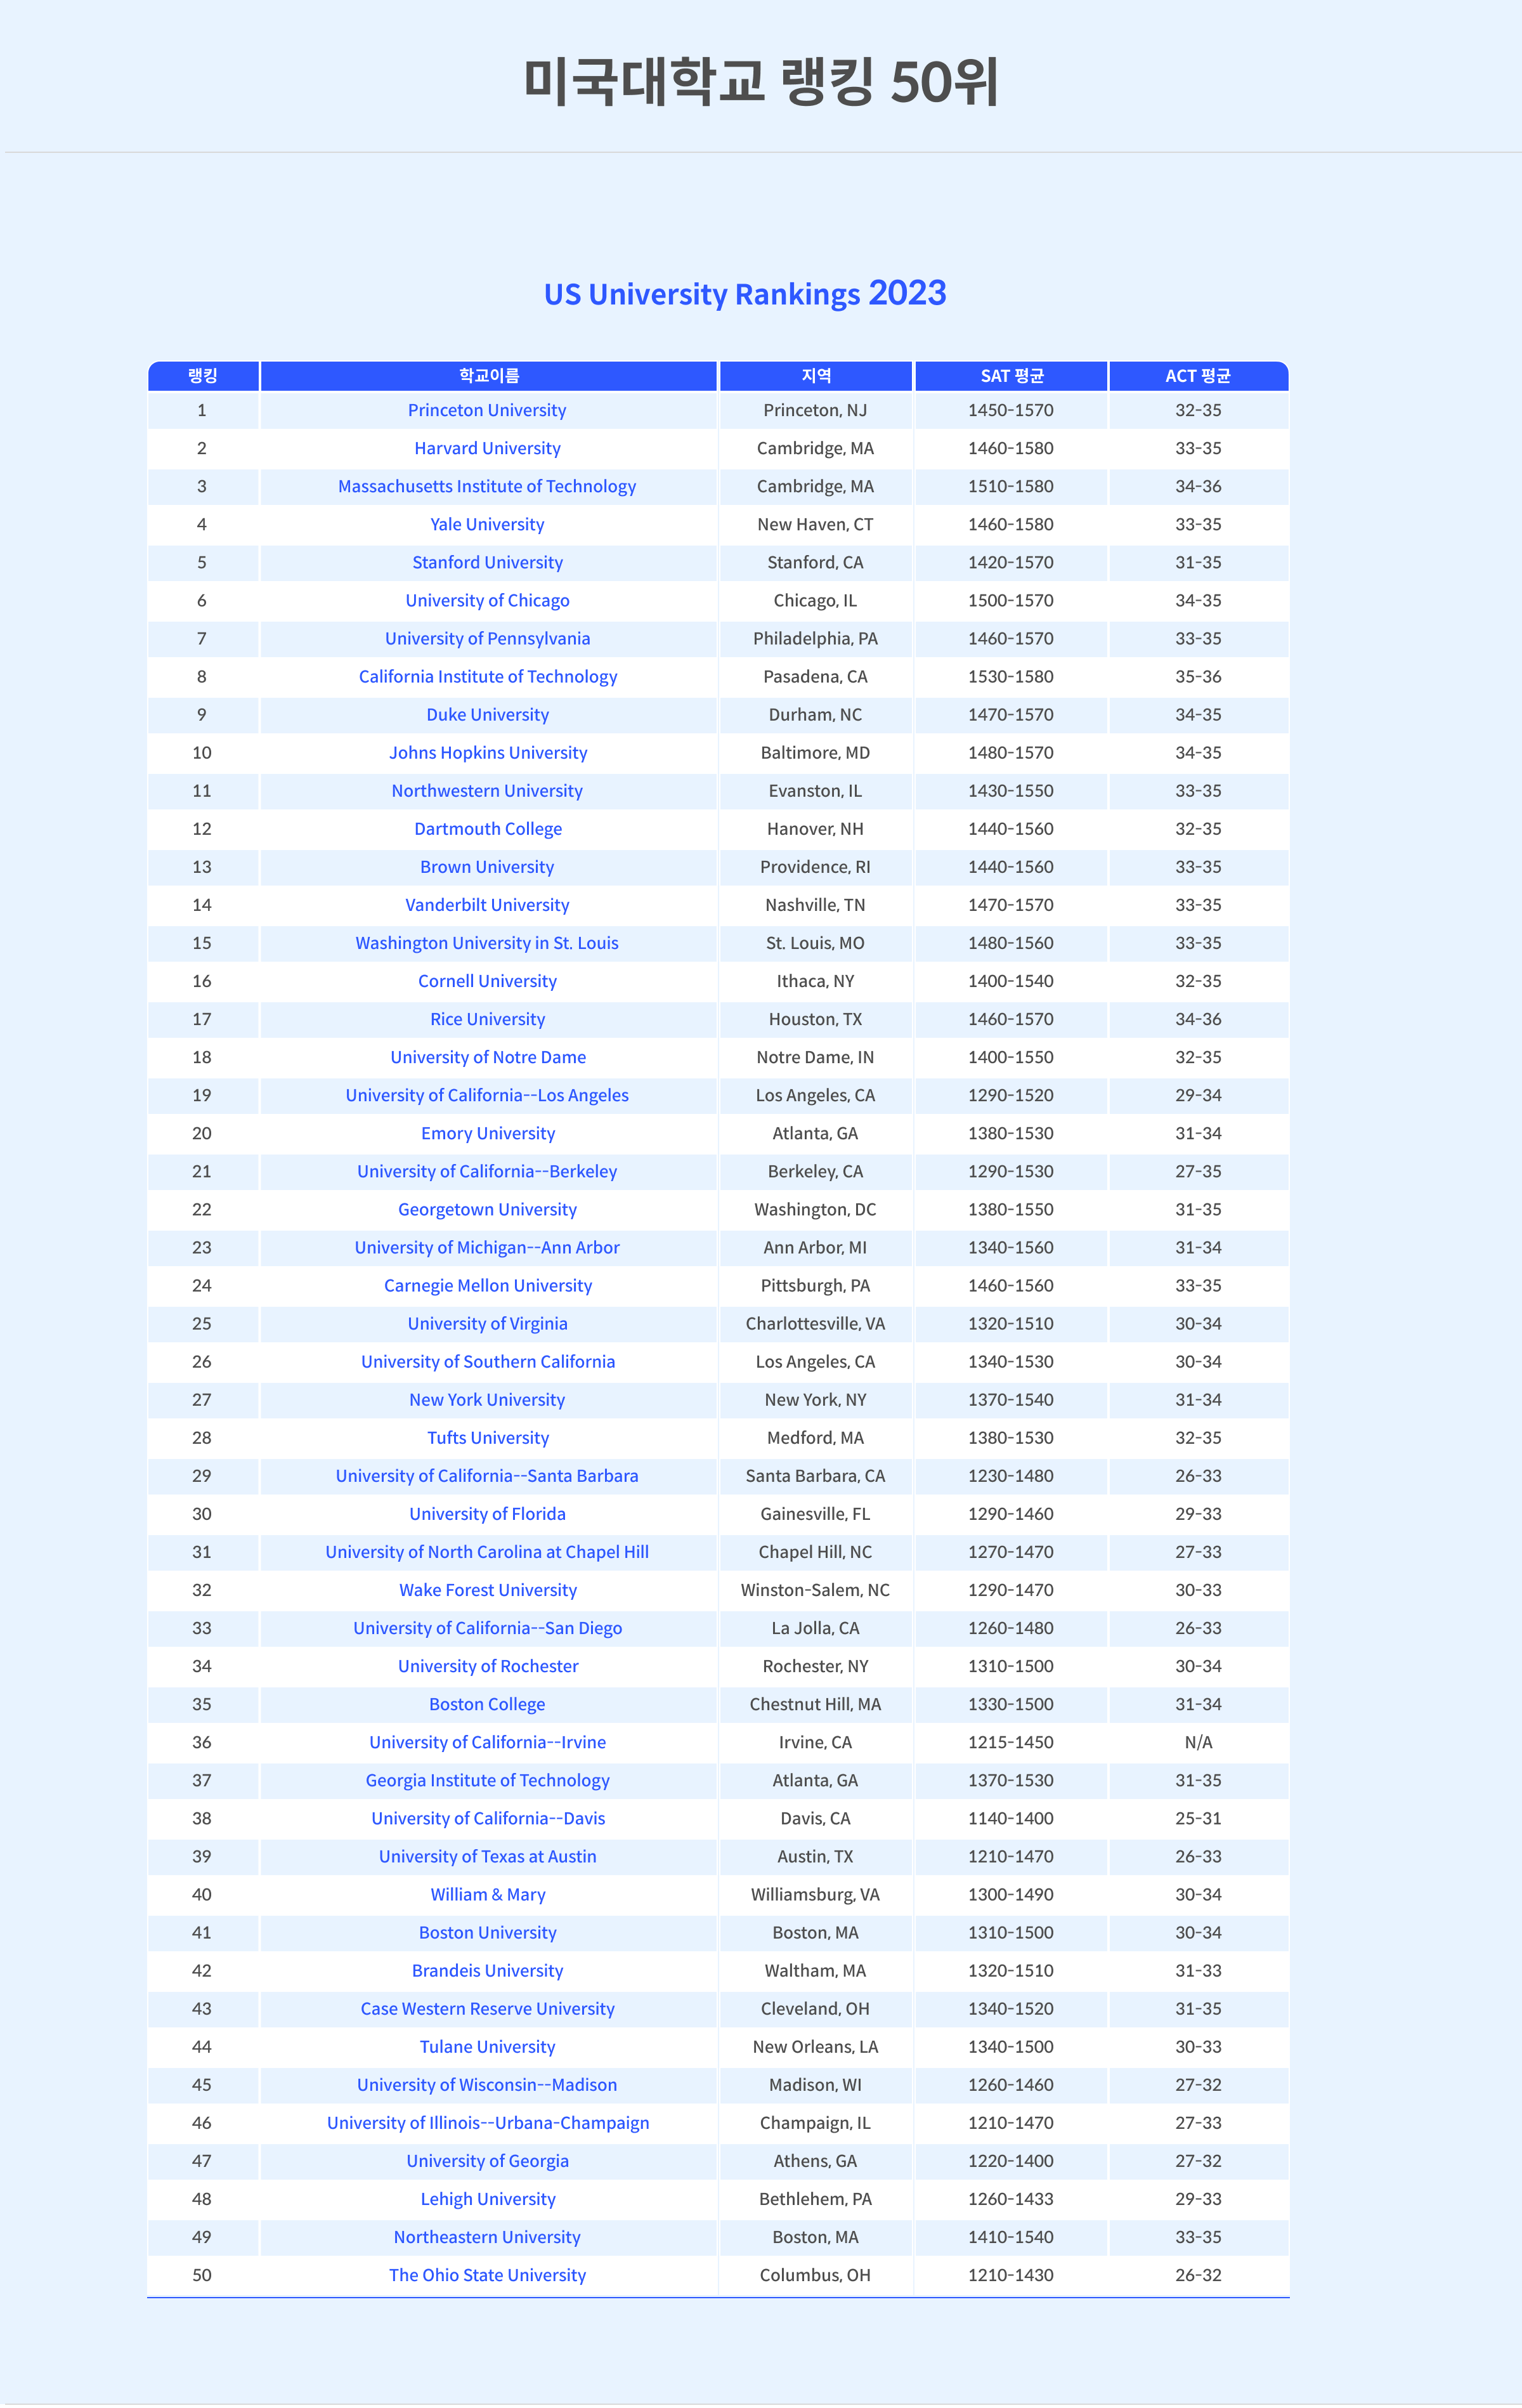 미국대학교 랭킹 50위
US University Rankings 2023
랭킹 학교이름 지역 SAT 평균 ACT 평균
1 Princeton University Princeton, NJ 1450-1570 32-35
2 Harvard University Cambridge, MA 1460-1580 33-35
3 Massachusetts Institute of Technology Cambridge, MA 1510-1580 34-36
4 Yale University New Haven, CT 1460-1580 33-35
5 Stanford University Stanford, CA 1420-1570 31-35
6 University of Chicago Chicago, IL 1500-1570 34-35
7 University of Pennsylvania Philadelphia, PA 1460-1570 33-35
8 California Institute of Technology Pasadena, CA 1530-1580 35-36
9 Duke University Durham, NC 1470-1570 34-35
10 Johns Hopkins University Baltimore, MD 1480-1570 34-35
11 Northwestern University Evanston, IL 1430-1550 33-35
12 Dartmouth College Hanover, NH 1440-1560 32-35
13 Brown University Providence, RI 1440-1560 33-35
14 Vanderbilt University Nashville, TN 1470-1570 33-35
15 Washington University in St. Louis St. Louis, MO 1480-1560 33-35
16 Cornell University Ithaca, NY 1400-1540 32-35
17 Rice University Houston, TX 1460-1570 34-36
18 University of Notre Dame Notre Dame, IN 1400-1550 32-35
19 University of California--Los Angeles Los Angeles, CA 1290-1520 29-34
20 Emory University Atlanta, GA 1380-1530 31-34
21 University of California--Berkeley Berkeley, CA 1290-1530 27-35
22 Georgetown University Washington, DC 1380-1550 31-35
23 University of Michigan--Ann Arbor Ann Arbor, MI 1340-1560 31-34
24 Carnegie Mellon University Pittsburgh, PA 1460-1560 33-35
25 University of Virginia Charlottesville, VA 1320-1510 30-34
26 University of Southern California Los Angeles, CA 1340-1530 30-34
27 New York University New York, NY 1370-1540 31-34
28 Tufts University Medford, MA 1380-1530 32-35
29 University of California--Santa Barbara Santa Barbara, CA 1230-1480 26-33
30 University of Florida Gainesville, FL 1290-1460 29-33
31 University of North Carolina at Chapel Hill Chapel Hill, NC 1270-1470 27-33
32 Wake Forest University Winston-Salem, NC 1290-1470 30-33
33 University of California--San Diego La Jolla, CA 1260-1480 26-33
34 University of Rochester Rochester, NY 1310-1500 30-34
35 Boston College Chestnut Hill, MA 1330-1500 31-34
36 University of California--Irvine Irvine, CA 1215-1450 N/A
37 Georgia Institute of Technology Atlanta, GA 1370-1530 31-35
38 University of California--Davis Davis, CA 1140-1400 25-31
39 University of Texas at Austin Austin, TX 1210-1470 26-33
40 William & Mary Williamsburg, VA 1300-1490 30-34
41 Boston University Boston, MA 1310-1500 30-34
42 Brandeis University Waltham, MA 1320-1510 31-33
43 Case Western Reserve University Cleveland, OH 1340-1520 31-35
44 Tulane University New Orleans, LA 1340-1500 30-33
45 University of Wisconsin--Madison Madison, WI 1260-1460 27-32
46 University of Illinois--Urbana-Champaign Champaign, IL 1210-1470 27-33
47 University of Georgia Athens, GA 1220-1400 27-32
48 Lehigh University Bethlehem, PA 1260-1433 29-33
49 Northeastern University Boston, MA 1410-1540 33-35
50 The Ohio State University Columbus, OH 1210-1430 26-32